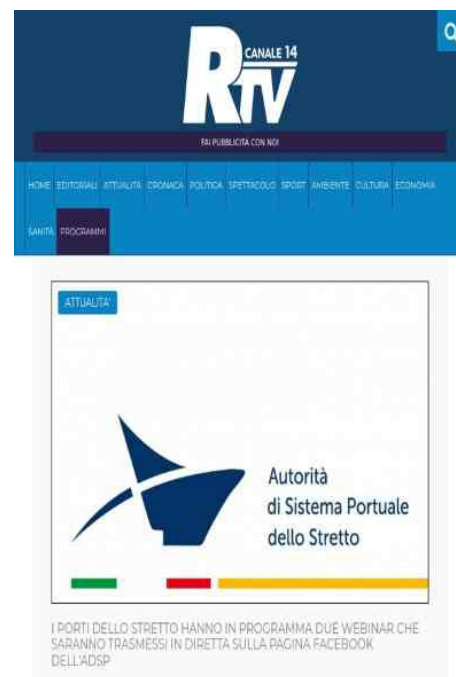 CANALE 14
RTV
FAI PUBBLICITA CON NOI
HOME EDITORIALI ATTUALITÀ CRONACA POLITICA SPETTACOLO SPORT AMBIENTE CULTURA ECONOMIA
SANITÀ PROGRAMMI
ATTUALITA'
Autorità
di Sistema Portuale
dello Stretto
I PORTI DELLO STRETTO HANNO IN PROGRAMMA DUE WEBINAR CHE
SARANNO TRASMESSI IN DIRETTA SULLA PAGINA FACEBOOK
DELL'ADSP